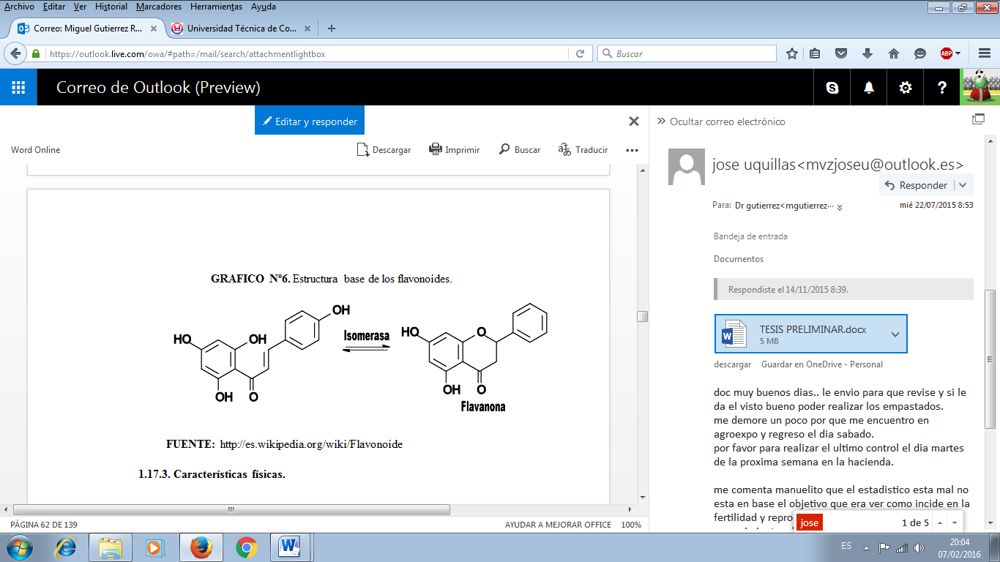 Archivo Editar Ver Historial Marcadores Herramientas Ayuda
Correo: Miguel Gutierrez R...
Universidad Técnica de Co...
https://outlook.live.com/owa/#path=/mail/search/attachmentlightbox
Buscar
ABP
Correo de Outlook (Preview)
Editar y responder
Word Online
Descargar Imprimir Buscar Traducir
GRAFICO Nº6. Estructura base de los flavonoides.
HO OH OH OH O
Isomerasa
HO O OH O
Flavanona
FUENTE: http://es.wikipedia.org/wiki/Flavonoide
1.17.3. Características físicas.
PÁGINA 62 DE 139 AYUDAR A MEJORAR OFFICE 100%
Ocultar correo electrónico
jose uquillas<mvzjoseu@outlook.es>
Responder
Para: Dr gutierrez<mgutierrez··· mié 22/07/2015 8:53
Bandeja de entrada
Documentos
Respondiste el 14/11/2015 8:39.
TESIS PRELIMINAR.docx
5 MB
descargar Guardar en OneDrive - Personal
doc muy buenos dias.. le envio para que revise y si le
da el visto bueno poder realizar los empastados.
me demore un poco por que me encuentro en
agroexpo y regreso el dia sabado.
por favor para realizar el ultimo control el dia martes
de la proxima semana en la hacienda.
me comenta manuelito que el estadistico esta mal no
esta en base el objetivo que era ver como incide en la
fertilidad y repro
jose 1 de 5
ES 20:04
07/02/2016